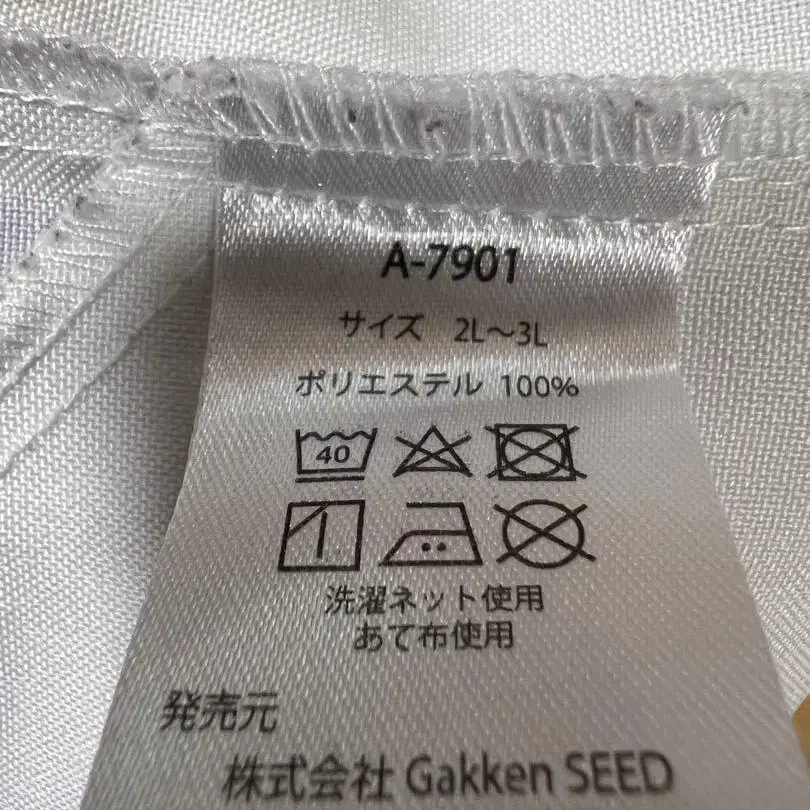 A-7901
サイズ 2L〜3L
ポリエステル 100%
40
洗濯ネット使用
あて布使用
発売元
株式会社 Gakken SEED